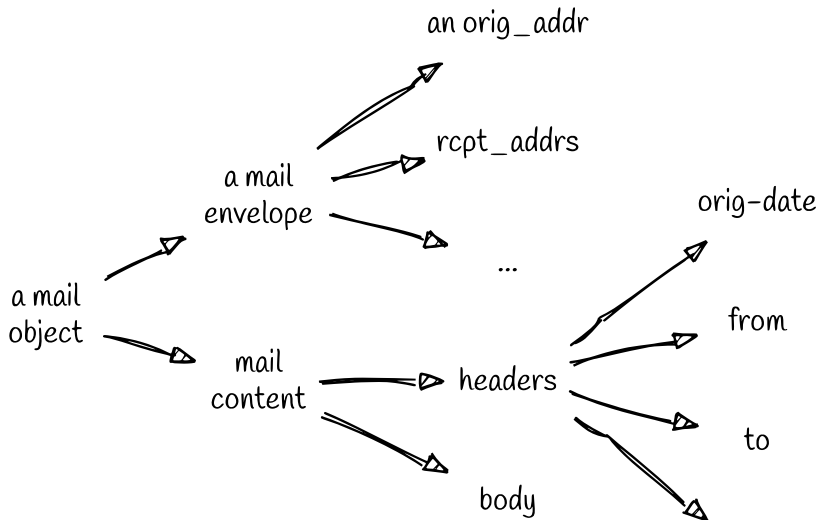 an orig_addr
rcpt_addrs
a mail
envelope
orig-date
...
a mail
object
from
mail
content
headers
to
body